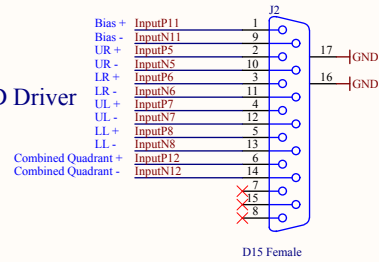 J2
Bias + InputP11 1
Bias - InputN11 9
UR + InputP5 2 17 GND
UR - InputN5 10
LR + InputP6 3 16 GND
LR - InputN6 11
Driver
UL + InputP7 4
UL - InputN7 12
LL + InputP8 5
LL - InputN8 13
Combined Quadrant + InputP12 6
Combined Quadrant - InputN12 14
7
15
8
D15 Female